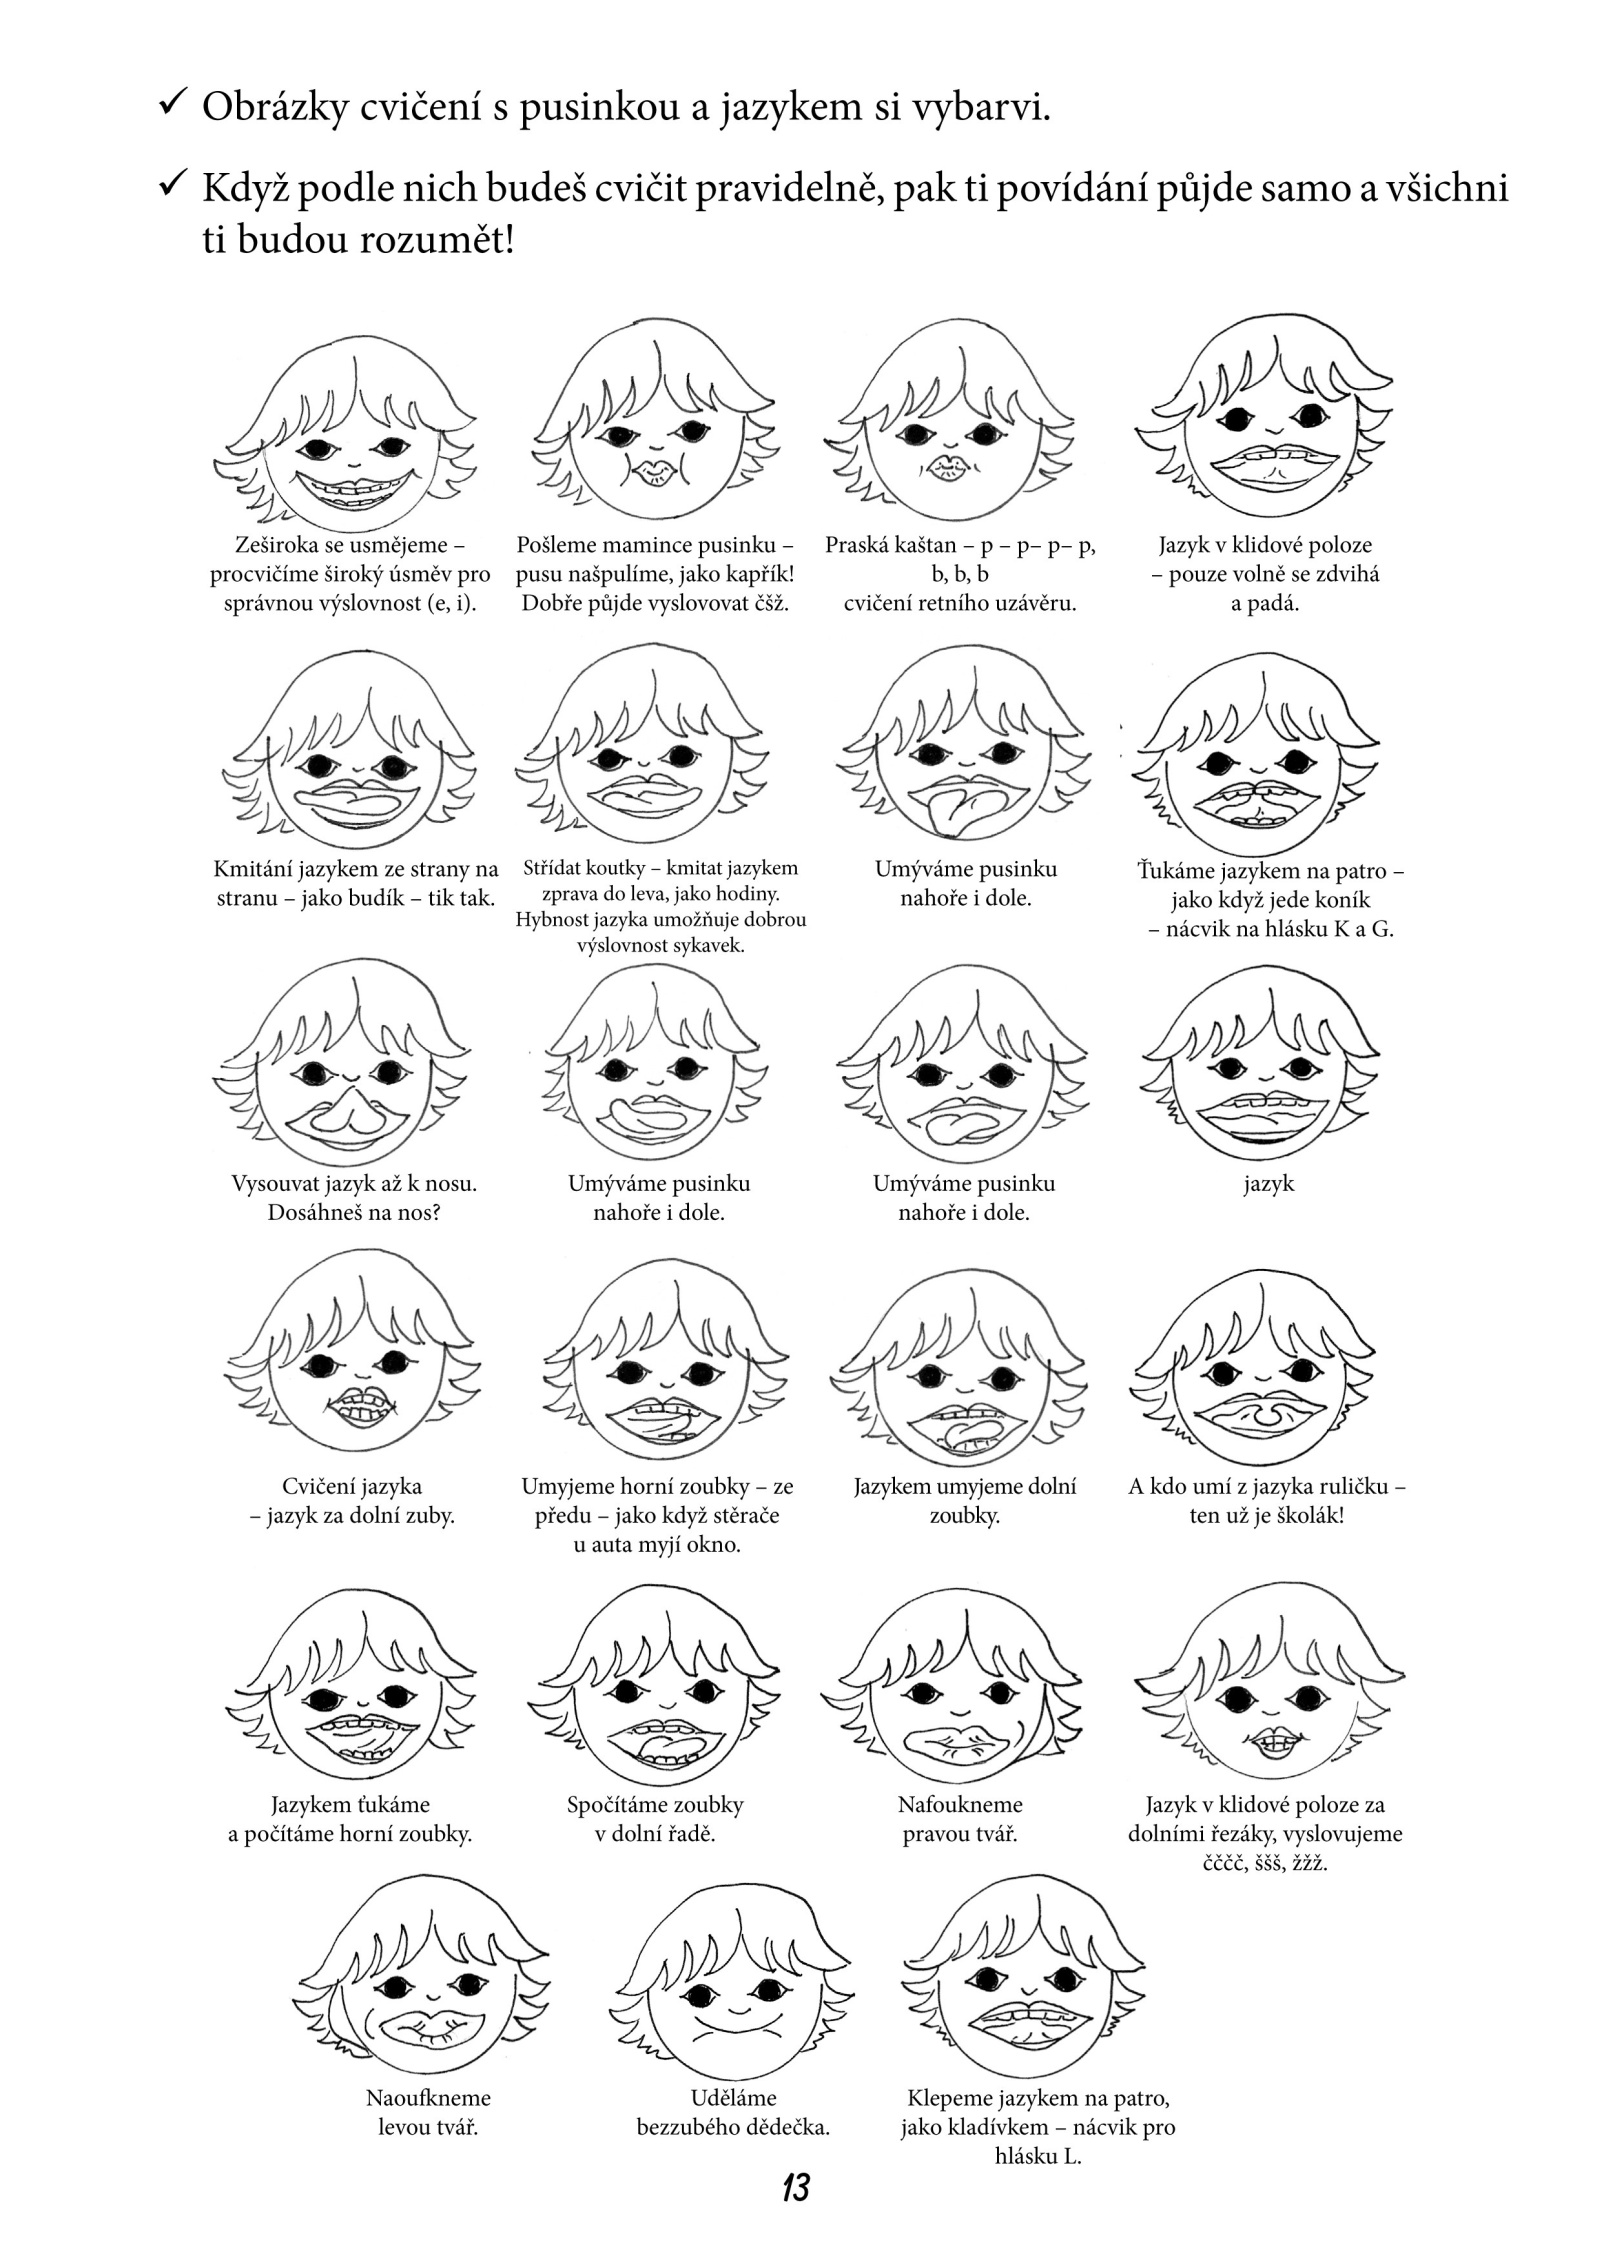 ✓ Obrázky cvičení s pusinkou a jazykem si vybarvi.
✓ Když podle nich budeš cvičit pravidelně, pak ti povídání půjde samo a všichni
ti budou rozumět!
Zeširoka se usmějeme –
procvičíme široký úsměv pro
správnou výslovnost (e, i).
Pošleme mamince pusinku –
pusu našpulíme, jako kapřík!
Dobře půjde vyslovovat čšž.
Praská kaštan – p – p– p– p,
b, b, b
cvičení retního uzávěru.
Jazyk v klidové poloze
– pouze volně se zdvihá
a padá.
Kmitání jazykem ze strany na
stranu – jako budík – tik tak.
Střídat koutky – kmitat jazykem
zprava do leva, jako hodiny.
Hybnost jazyka umožňuje dobrou
výslovnost sykavek.
Umýváme pusinku
nahoře i dole.
Ťukáme jazykem na patro –
jako když jede koník
– nácvik na hlásku K a G.
Vysouvat jazyk až k nosu.
Dosáhneš na nos?
Umýváme pusinku
nahoře i dole.
Umýváme pusinku
nahoře i dole.
jazyk
Cvičení jazyka
– jazyk za dolní zuby.
Umyjeme horní zoubky – ze
předu – jako když stěrače
u auta myjí okno.
Jazykem umyjeme dolní
zoubky.
A kdo umí z jazyka ruličku –
ten už je školák!
Jazykem ťukáme
a počítáme horní zoubky.
Spočítáme zoubky
v dolní řadě.
Nafoukneme
pravou tvář.
Jazyk v klidové poloze za
dolními řezáky, vyslovujeme
čččč, ššš, žžž.
Naoufkneme
levou tvář.
Uděláme
bezzubého dědečka.
Klepeme jazykem na patro,
jako kladívkem – nácvik pro
hlásku L.
13